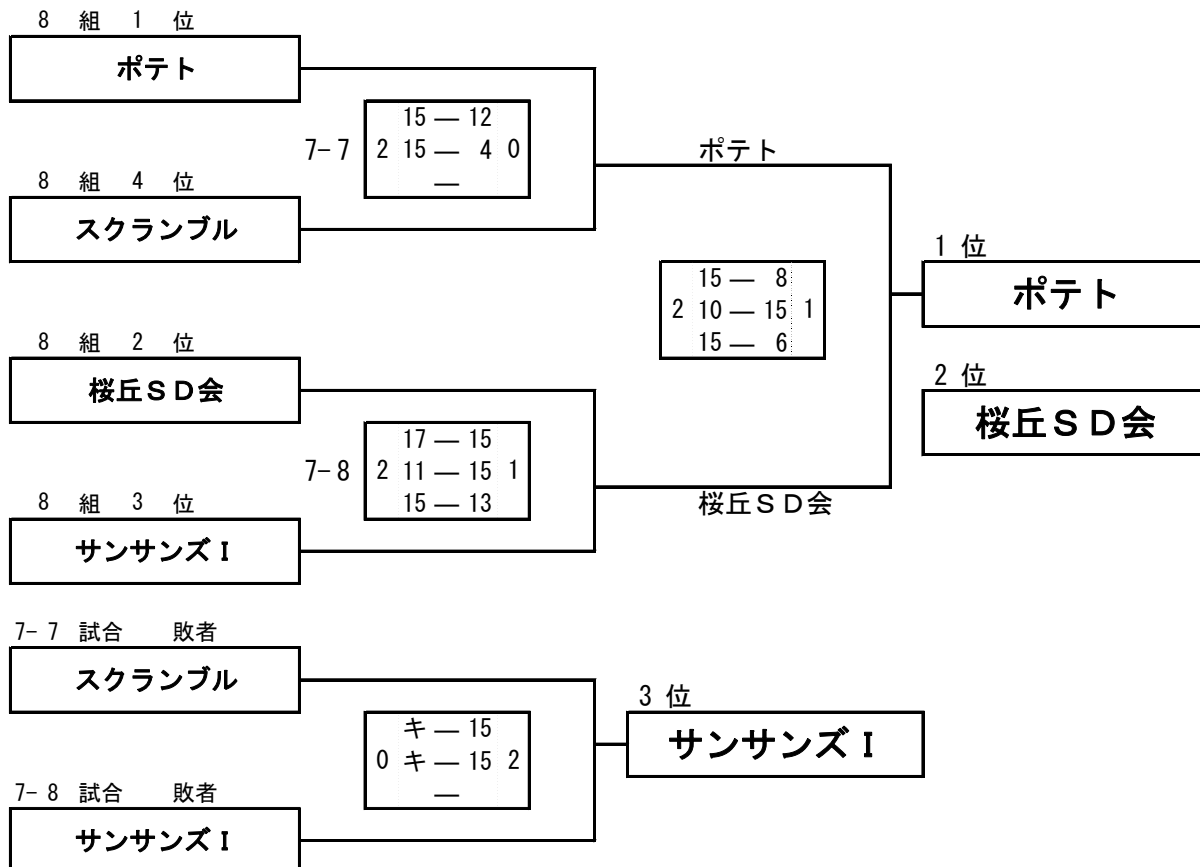 8 組 1 位
ポテト
15 ― 12
7-7 2 15 ― 4 0
―
8 組 4 位
スクランブル
ポテト
15 ― 8
2 10 ― 15 1
15 ― 6
1 位
ポテト
8 組 2 位
桜丘ＳＤ会
2 位
桜丘ＳＤ会
17 ― 15
7-8 2 11 ― 15 1
15 ― 13
桜丘ＳＤ会
8 組 3 位
サンサンズⅠ
7-7 試合 敗者
スクランブル
3 位
サンサンズⅠ
キ ― 15
0 キ ― 15 2
―
7-8 試合 敗者
サンサンズⅠ